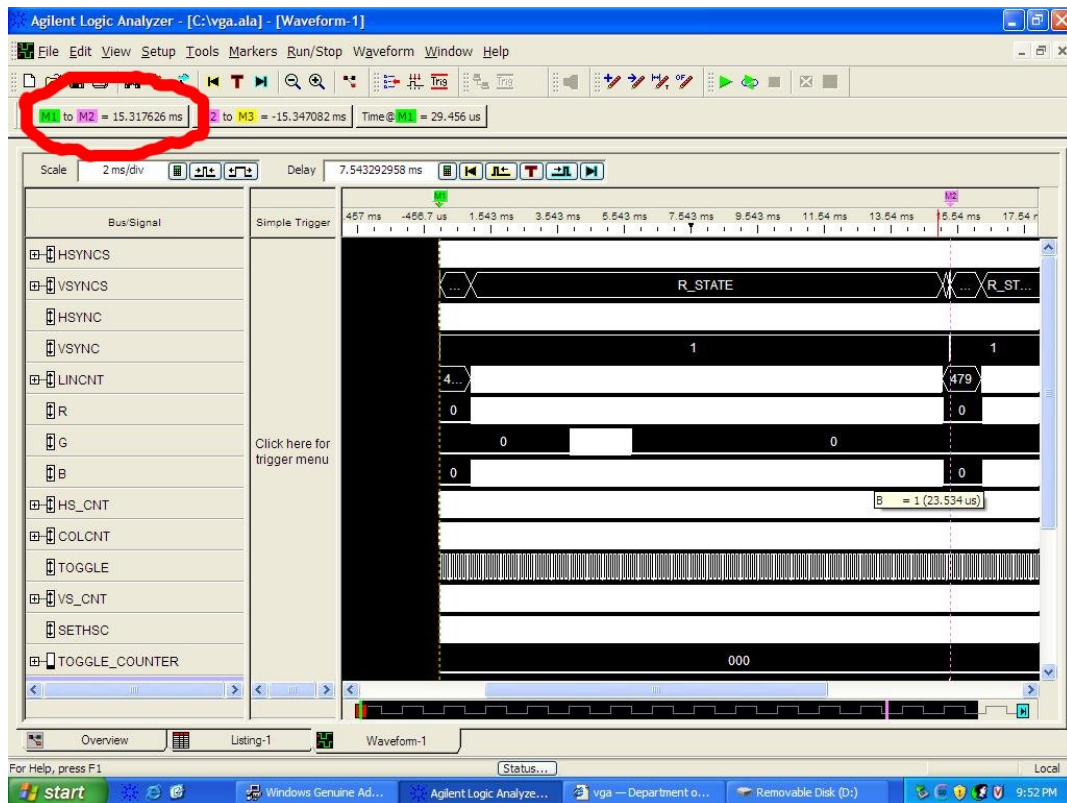 Agilent Logic Analyzer - [C:\vga.ala] - [Waveform-1]
File Edit View Setup Tools Markers Run/Stop Waveform Window Help
M1 to M2 = 15.317626 ms
to M3 = -15.347082 ms
Time@ M1 = 29.456 us
Scale 2 ms/div Delay 7.543292958 ms
M1 M2
Bus/Signal Simple Trigger
457 ms -456.7 us 1.543 ms 3.543 ms 5.543 ms 7.543 ms 9.543 ms 11.54 ms 13.54 ms 15.54 ms 17.54
HSYNCS
VSYNCS ... R_STATE ... R_ST...
HSYNC
VSYNC 1 1
LINCNT 4... 479
R 0 0
G 0 0
Click here for
trigger menu
B 0 0
B = 1 (23.534 us)
HS_CNT
COLCNT
TOGGLE
VS_CNT
SETHSC
TOGGLE_COUNTER 000
Overview Listing-1 Waveform-1
For Help, press F1 Status... Local
start Windows Genuine Ad... Agilent Logic Analyze... vga — Department o... Removable Disk (D:) 9:52 PM